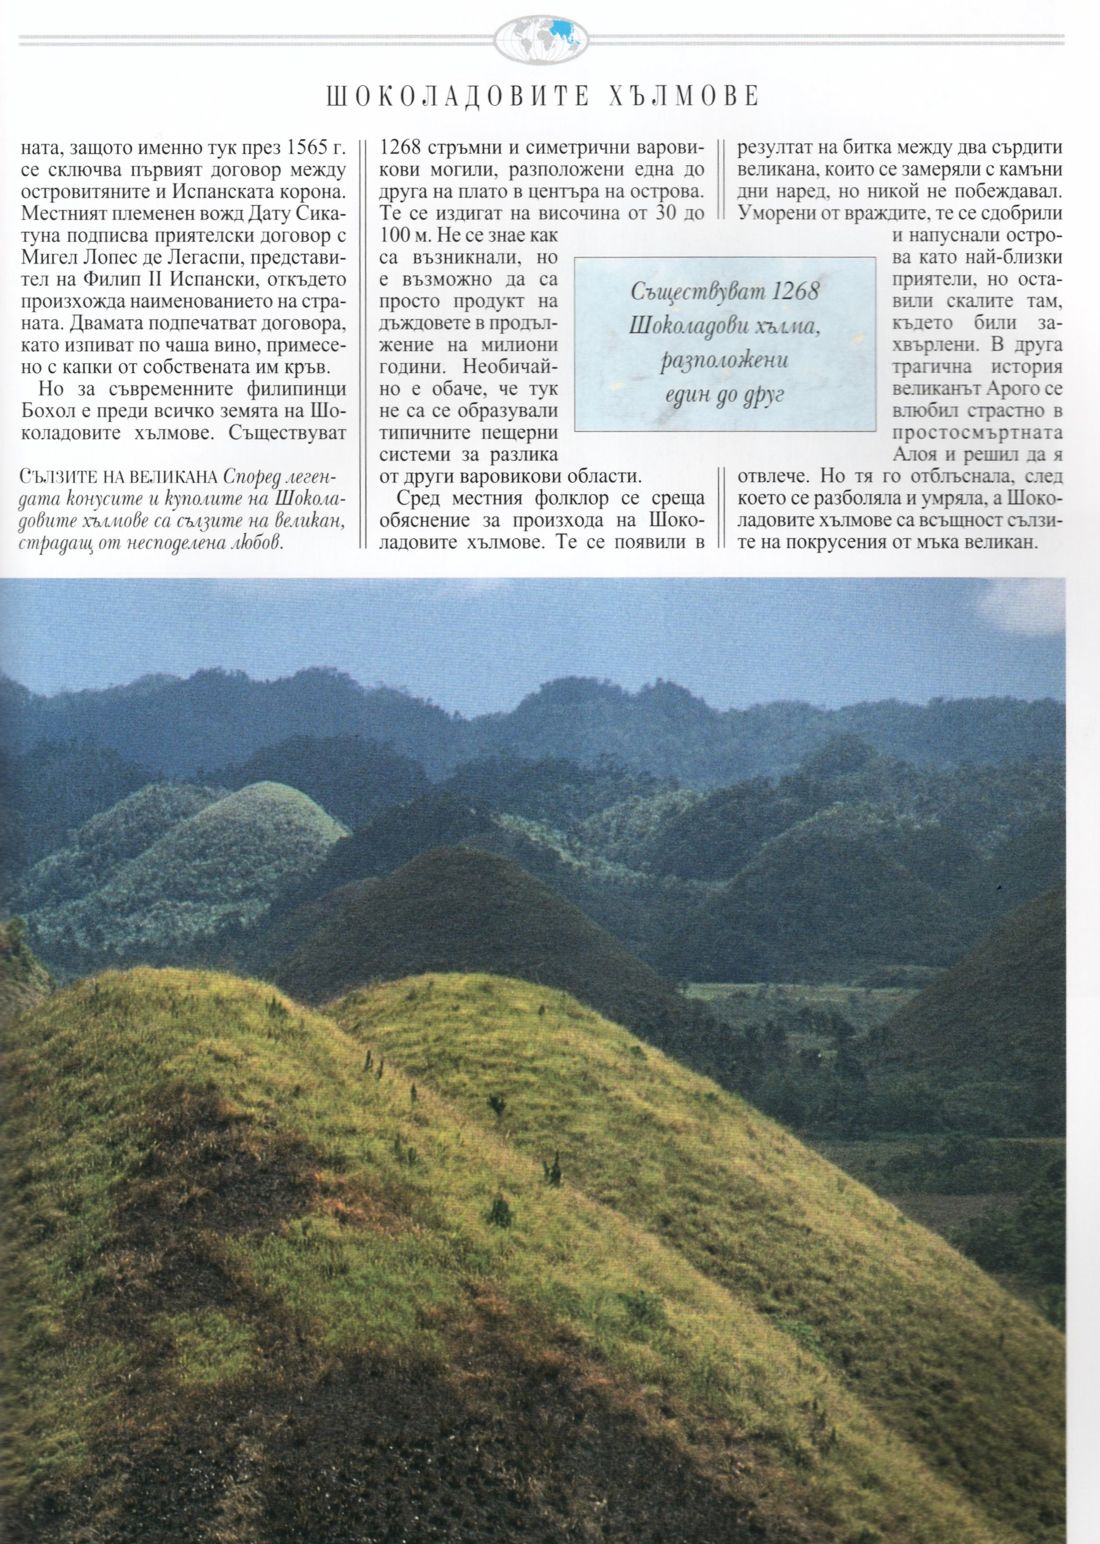 ШОКОЛАДОВИТЕ ХЪЛМОВЕ
ната, защото именно тук през 1565 г.
се сключва първият договор между
островитяните и Испанската корона.
Местният племенен вожд Дату Сика-
туна подписва приятелски договор с
Мигел Лопес де Легаспи, представи-
тел на Филип II Испански, откъдето
произхожда наименованието на стра-
ната. Двамата подпечатват договора,
като изпиват по чаша вино, примесе-
но с капки от собствената им кръв.
Но за съвременните филипинци
Бохол е преди всичко земята на Шо-
коладовите хълмове. Съществуват
СЪЛЗИТЕ НА ВЕЛИКАНА Според леген-
дата конусите и куполите на Шокола-
довите хълмове са сълзите на великан,
страдащ от несподелена любов.
1268 стръмни и симетрични варови-
кови могили, разположени една до
друга на плато в центъра на острова.
Те се издигат на височина от 30 до
100 м. Не се знае как
са възникнали, но
е възможно да са
просто продукт на
дъждовете в продъл-
жение на милиони
години. Необичай-
но е обаче, че тук
не са се образували
типичните пещерни
системи за разлика
от други варовикови области.
Сред местния фолклор се среща
обяснение за произхода на Шоко-
ладовите хълмове. Те се появили в
Съществуват 1268
Шоколадови хълма,
разположени
един до друг
резултат на битка между два сърдити
великана, които се замеряли с камъни
дни наред, но никой не побеждавал.
Уморени от враждите, те се сдобрили
и напуснали остро-
ва като най-близки
приятели, но оста-
вили скалите там,
където били за-
хвърлени. В друга
трагична история
великанът Арого се
влюбил страстно в
простосмъртната
Алоя и решил да я
отвлече. Но тя го отблъснала, след
което се разболяла и умряла, а Шоко-
ладовите хълмове са всъщност сълзи-
те на покрусения от мъка великан.